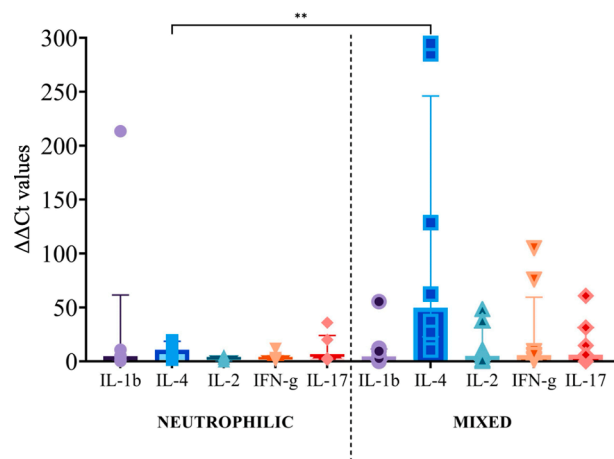 **
300
250
200
150
100
50
0
ΔΔCt values
IL-1b IL-4 IL-2 IFN-g IL-17 IL-1b IL-4 IL-2 IFN-g IL-17
NEUTROPHILIC MIXED